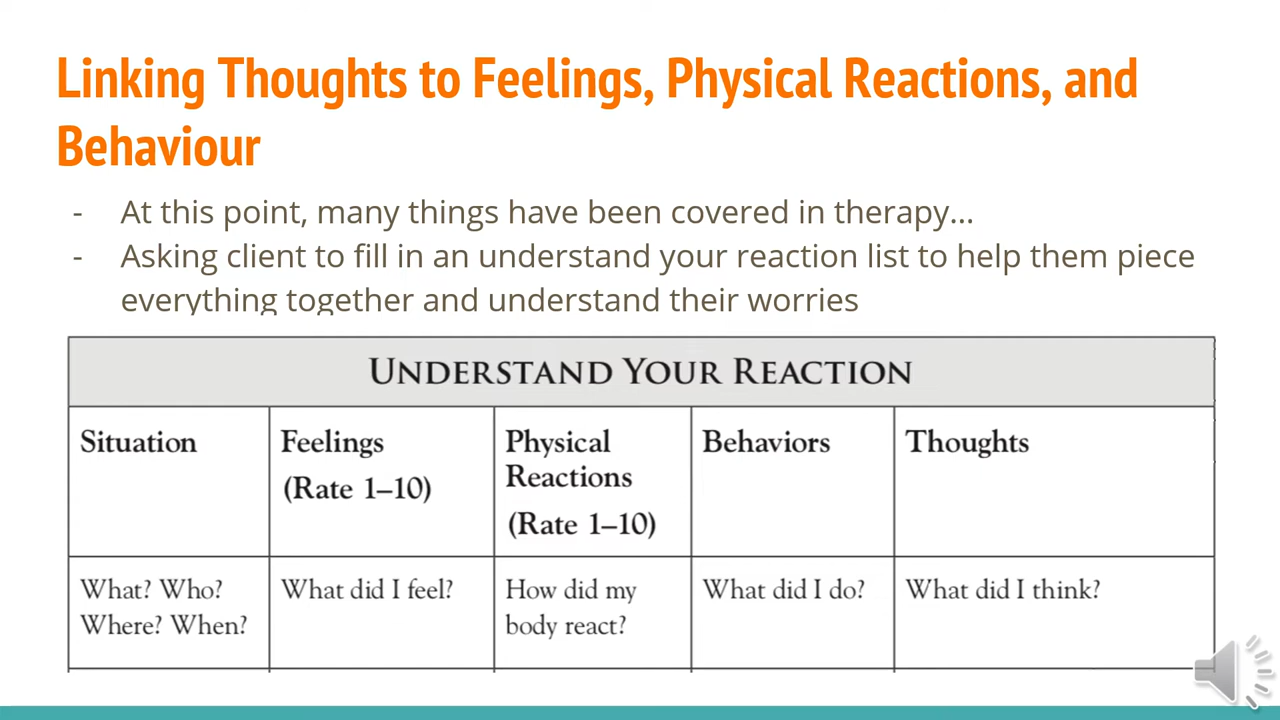 Linking Thoughts to Feelings, Physical Reactions, and
Behaviour
- At this point, many things have been covered in therapy...
- Asking client to fill in an understand your reaction list to help them piece
everything together and understand their worries
UNDERSTAND YOUR REACTION
Situation
Feelings
(Rate 1–10)
Physical
Reactions
(Rate 1–10)
Behaviors
Thoughts
What? Who?
Where? When?
What did I feel?
How did my
body react?
What did I do?
What did I think?